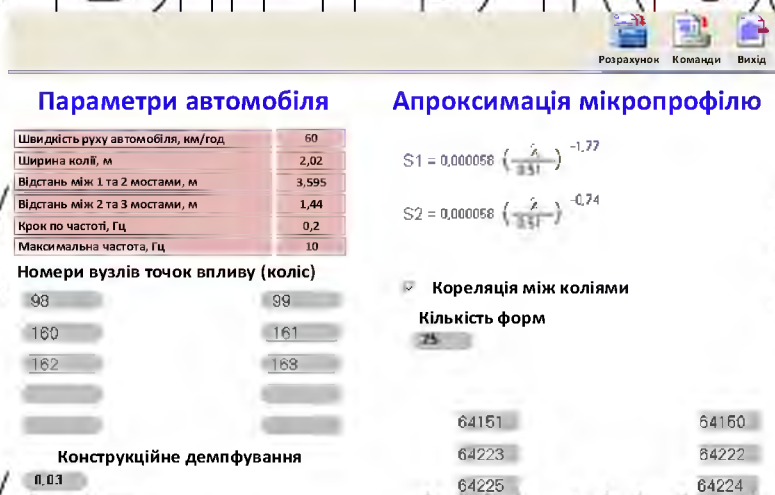 Розрахунок Команди Вихід
Параметри автомобіля
Швидкість руху автомобіля, км/год 60
Ширина колії, м 2,02
Відстань між 1 та 2 мостами, м 3,595
Відстань між 2 та 3 мостами, м 1,44
Крок по частоті, Гц 0,2
Максимальна частота, Гц 10
Номери вузлів точок впливу (коліс)
98 99
160 161
162 163
Конструкційне демпфування
0,03
Апроксимація мікропрофілю
S1 = 0,000058 ( / ) -1,77
S2 = 0,000058 ( / ) -0,74
Кореляція між коліями
Кількість форм
25
64151 64150
64223 64222
64225 64224